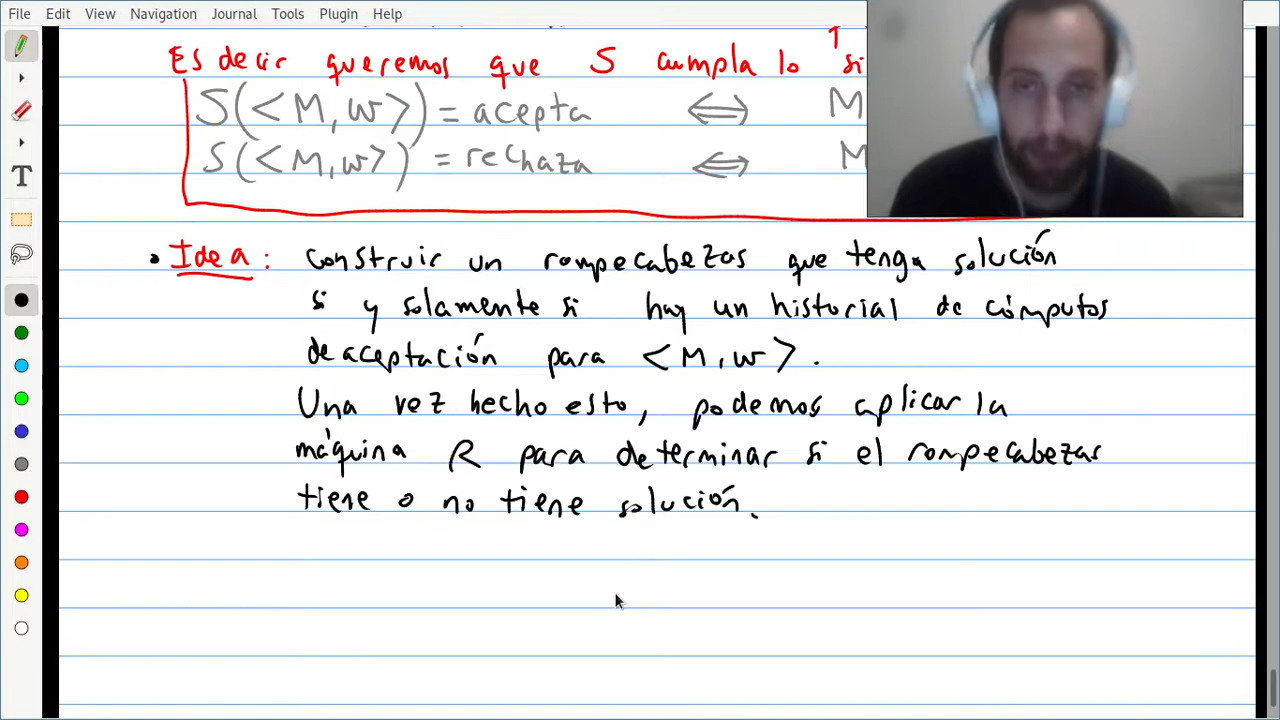 File Edit View Navigation Journal Tools Plugin Help
Es decir queremos que S cumpla lo si
S(<M,w>) = acepta ⟺ M
S(<M,w>) = rechaza ⟺ M
• Idea: construir un rompecabezas que tenga solución
si y solamente si hay un historial de cómputos
de aceptación para <M,w>.
Una vez hecho esto, podemos aplicar la
máquina R para determinar si el rompecabezas
tiene o no tiene solución.
T